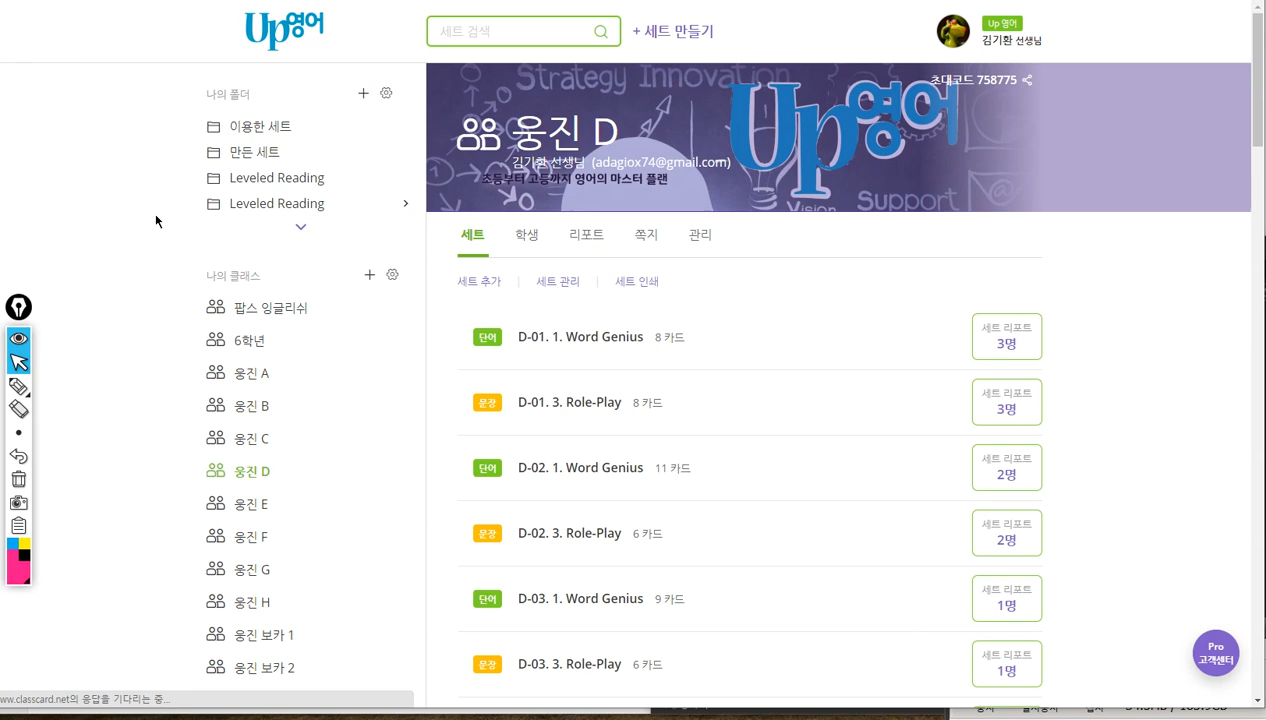 Up영어
세트 검색
+ 세트 만들기
Up 영어
김기환 선생님
나의 폴더
이용한 세트
만든 세트
Leveled Reading
Leveled Reading
나의 클래스
팝스 잉글리쉬
6학년
웅진 A
웅진 B
웅진 C
웅진 D
웅진 E
웅진 F
웅진 G
웅진 H
웅진 보카 1
웅진 보카 2
Strategy Innovation
초대코드 758775
Up영어
웅진 D
김기환 선생님 (adagiox74@gmail.com)
초등부터 고등까지 영어의 마스터 플랜
Vision
Support
세트 학생 리포트 쪽지 관리
세트 추가 | 세트 관리 | 세트 인쇄
단어 D-01. 1. Word Genius 8 카드
세트 리포트
3명
문장 D-01. 3. Role-Play 8 카드
세트 리포트
3명
단어 D-02. 1. Word Genius 11 카드
세트 리포트
2명
문장 D-02. 3. Role-Play 6 카드
세트 리포트
2명
단어 D-03. 1. Word Genius 9 카드
세트 리포트
1명
문장 D-03. 3. Role-Play 6 카드
세트 리포트
1명
Pro
고객센터
ww.classcard.net의 응답을 기다리는 중...